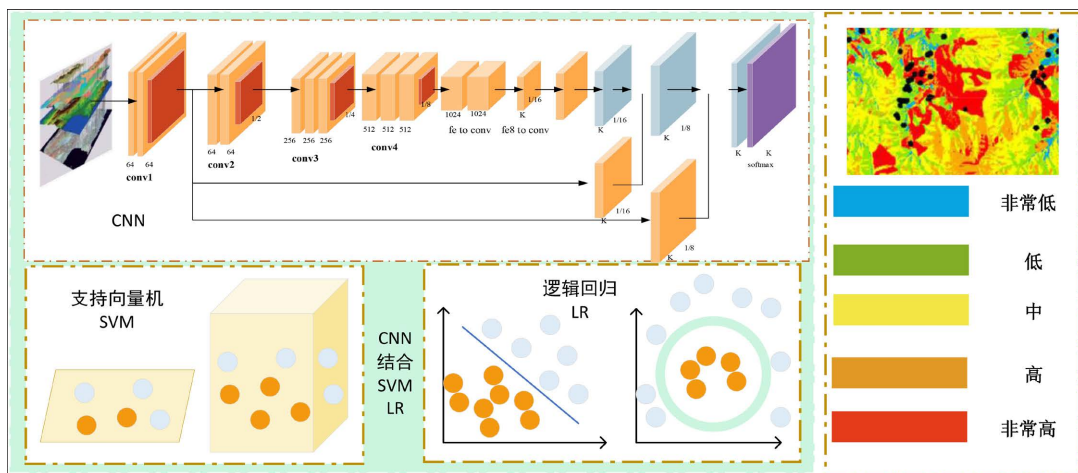 64
64
conv1
64
64
1/2
conv2
256
256
256
1/4
conv3
512
512
512
1/8
conv4
1024
1024
fe to conv
K
1/16
fe8 to conv
K
1/16
K
1/8
K
K
softmax
K
1/16
K
1/8
CNN
支持向量机
SVM
CNN
结合
SVM
LR
逻辑回归
LR
非常低
低
中
高
非常高